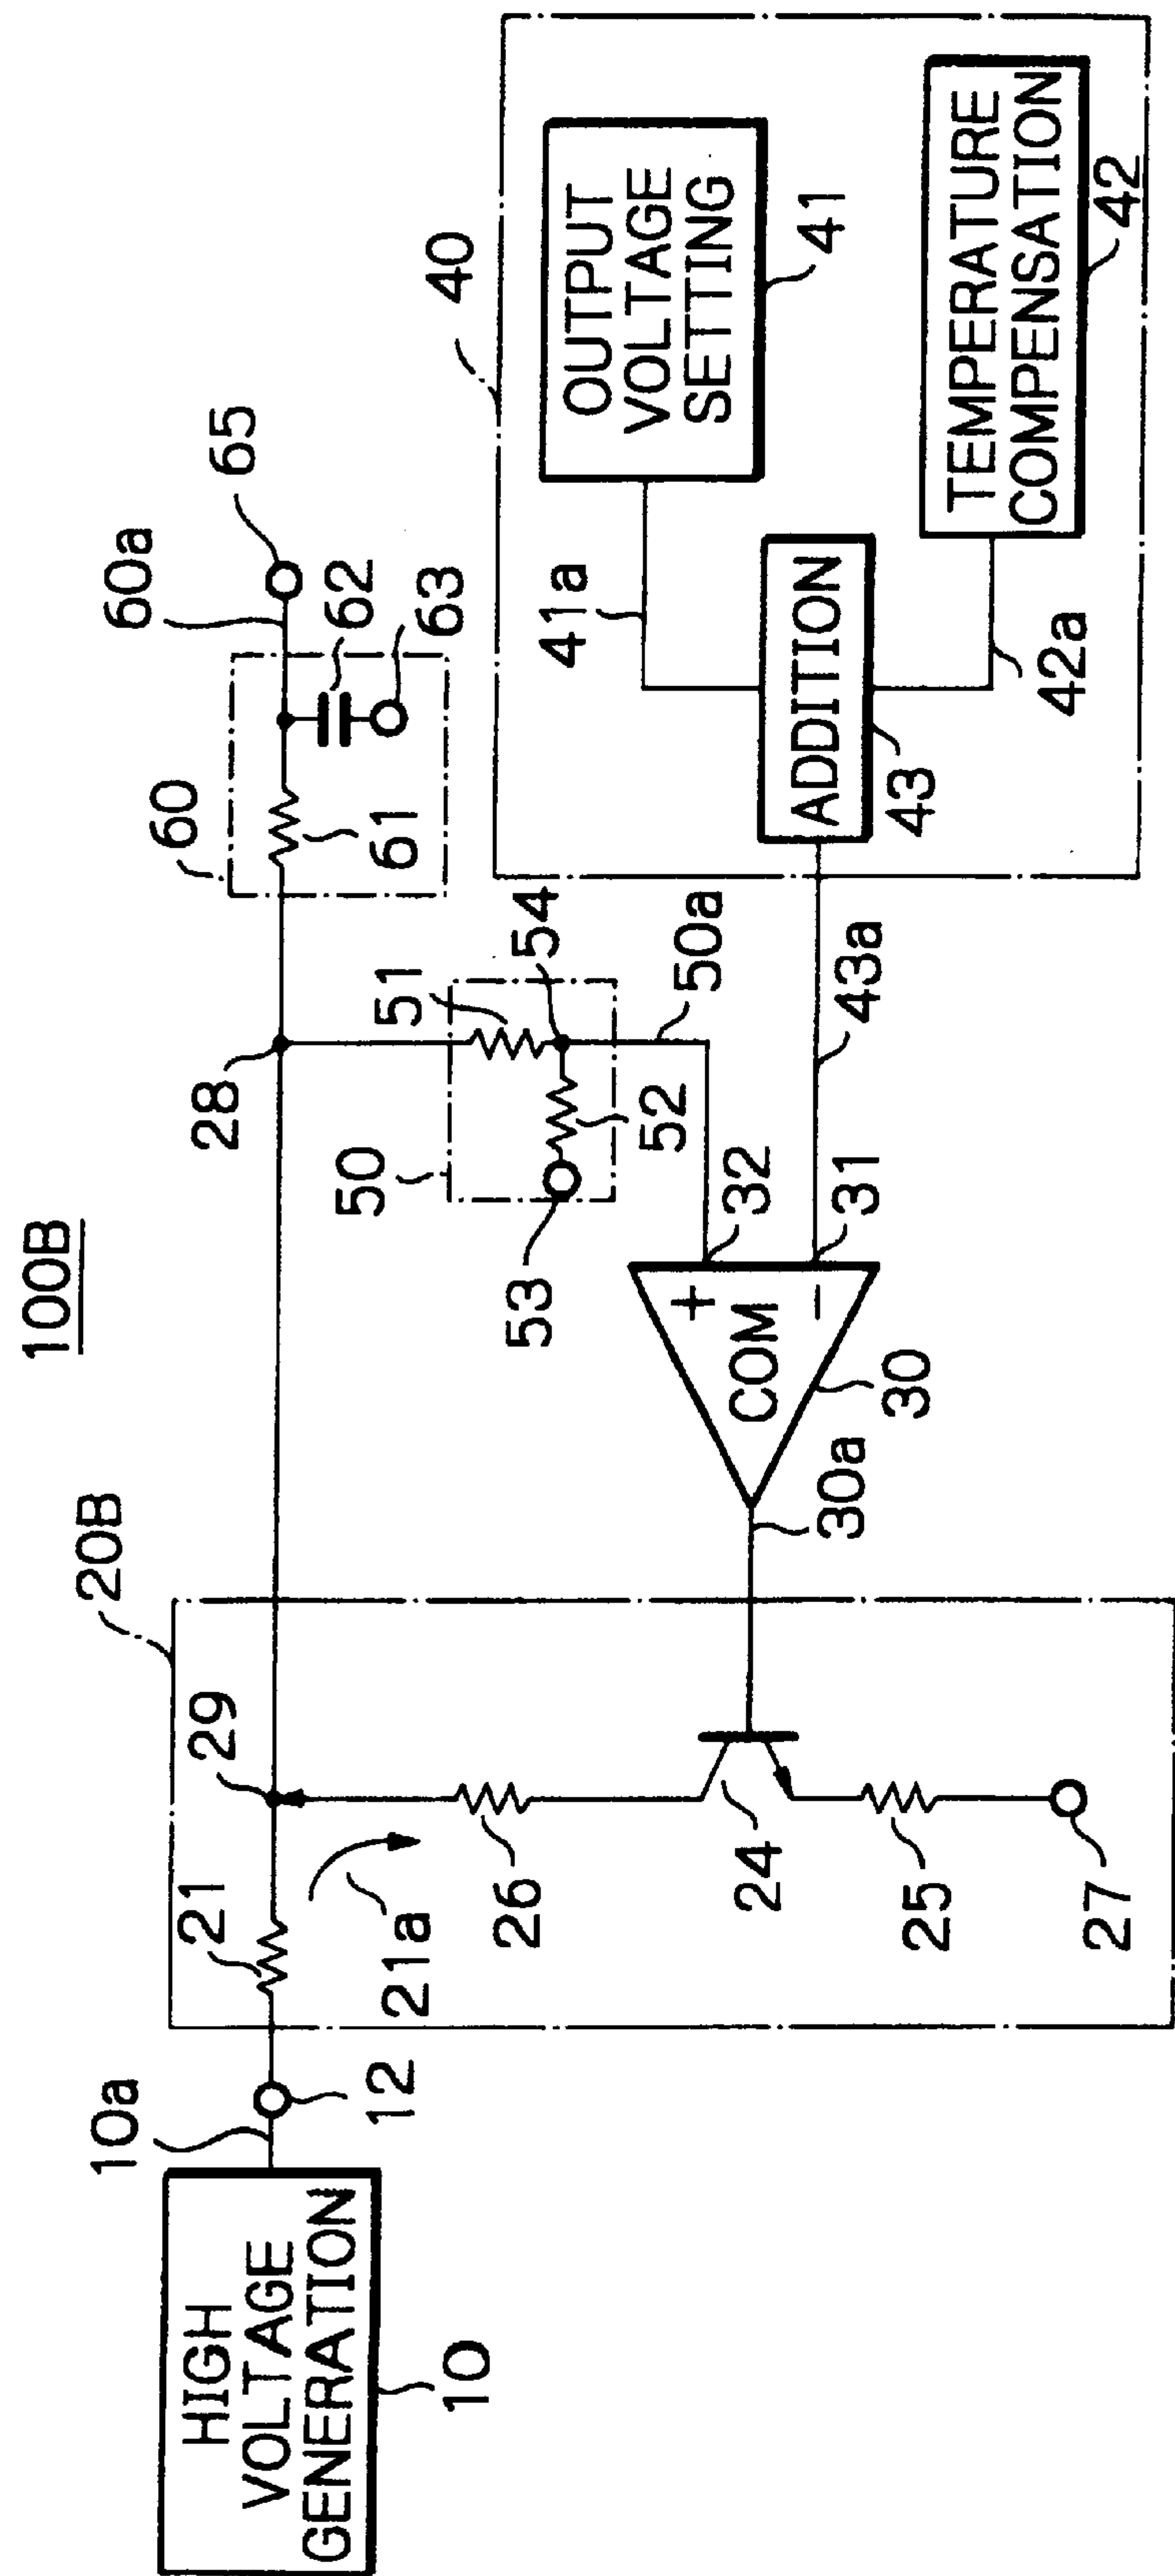 100B
HIGH
VOLTAGE
GENERATION
10
10a
12
20B
21
21a
29
26
24
25
27
28
30a
COM
+
−
30
32
31
50
51
52
53
54
50a
43a
60
61
62
63
60a
65
40
OUTPUT
VOLTAGE
SETTING
41
41a
ADDITION
43
TEMPERATURE
COMPENSATION
42
42a